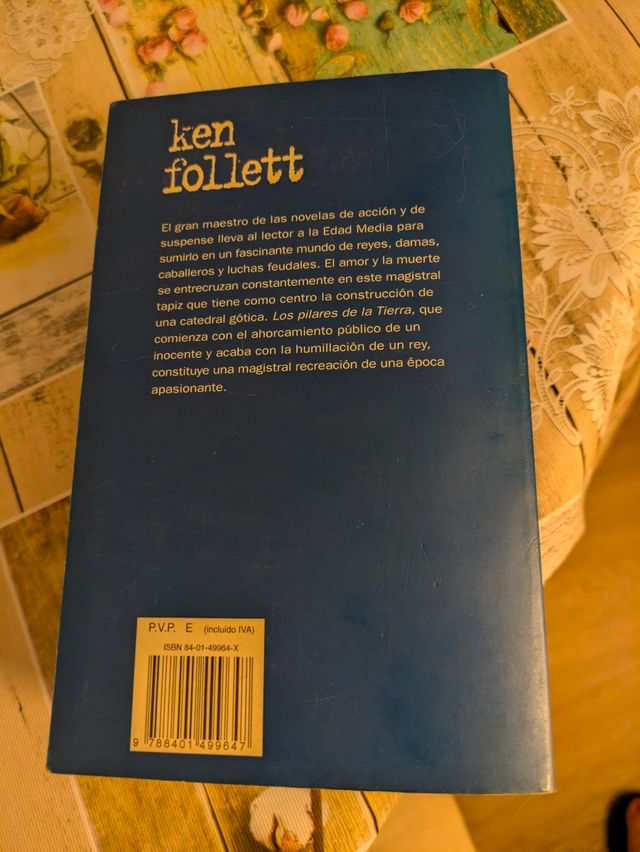 ken
follett
El gran maestro de las novelas de acción y de
suspense lleva al lector a la Edad Media para
sumirlo en un fascinante mundo de reyes, damas,
caballeros y luchas feudales. El amor y la muerte
se entrecruzan constantemente en este magistral
tapiz que tiene como centro la construcción de
una catedral gótica. Los pilares de la Tierra, que
comienza con el ahorcamiento público de un
inocente y acaba con la humillación de un rey,
constituye una magistral recreación de una época
apasionante.
P.V.P. E (incluido IVA)
ISBN 84-01-49964-X
9 788401 499647